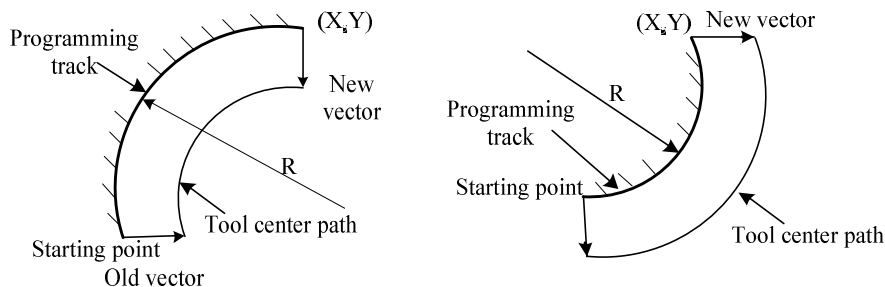 Programming
track
(X,Y)
New
vector
R
Tool center path
Starting point
Old vector
(X,Y)
New vector
R
Programming
track
Starting point
Tool center path